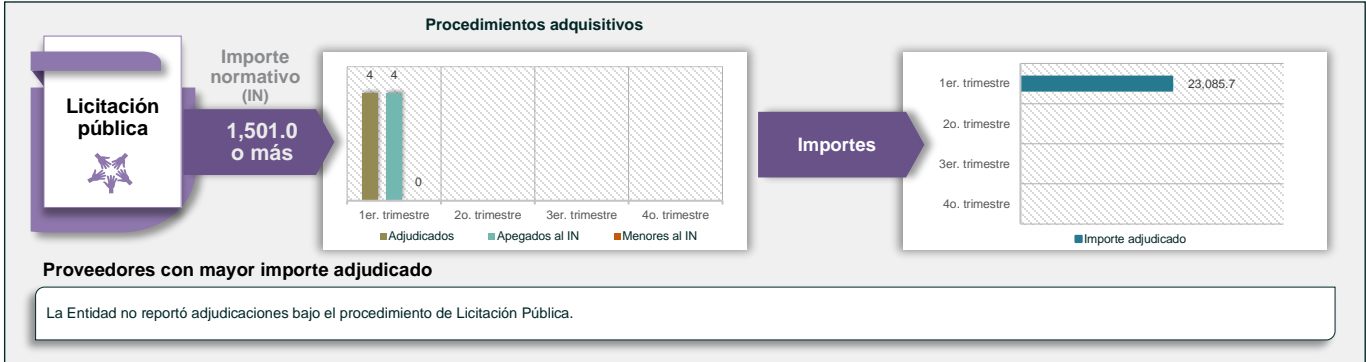 Procedimientos adquisitivos
Licitación
pública
Importe
normativo
(IN)
1,501.0
o más
4 4
0
1er. trimestre 2o. trimestre 3er. trimestre 4o. trimestre
Adjudicados Apegados al IN Menores al IN
Importes
1er. trimestre 23,085.7
2o. trimestre
3er. trimestre
4o. trimestre
Importe adjudicado
Proveedores con mayor importe adjudicado
La Entidad no reportó adjudicaciones bajo el procedimiento de Licitación Pública.